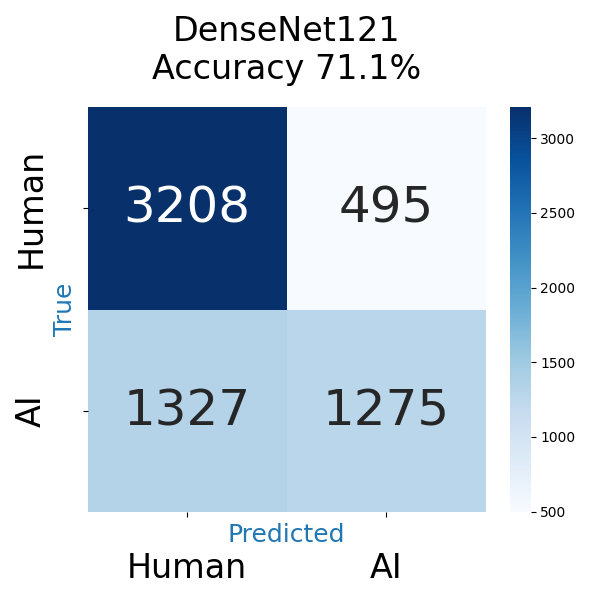 DenseNet121
Accuracy 71.1%
Human
3208
495
3000
2500
2000
1500
1000
500
True
AI
1327
1275
Predicted
Human
AI